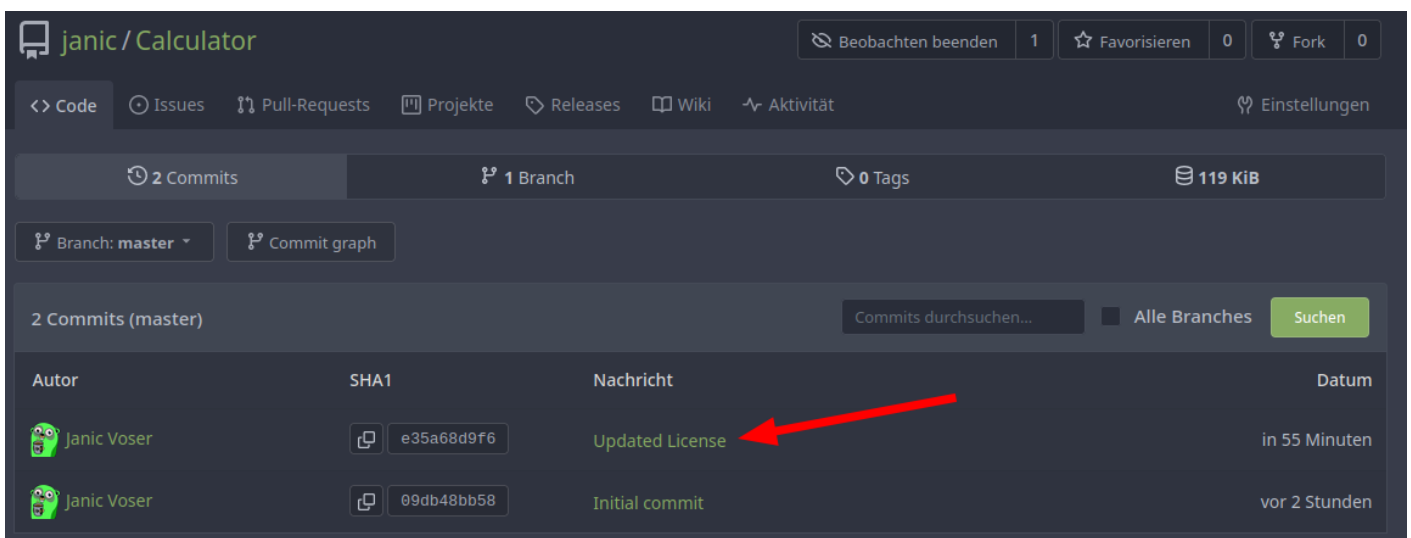 janic / Calculator
Beobachten beenden 1 Favorisieren 0 Fork 0
Code Issues Pull-Requests Projekte Releases Wiki Aktivität Einstellungen
2 Commits 1 Branch 0 Tags 119 KiB
Branch: master Commit graph
2 Commits (master) Commits durchsuchen... Alle Branches Suchen
Autor SHA1 Nachricht Datum
Janic Voser e35a68d9f6 Updated License in 55 Minuten
Janic Voser 09db48bb58 Initial commit vor 2 Stunden